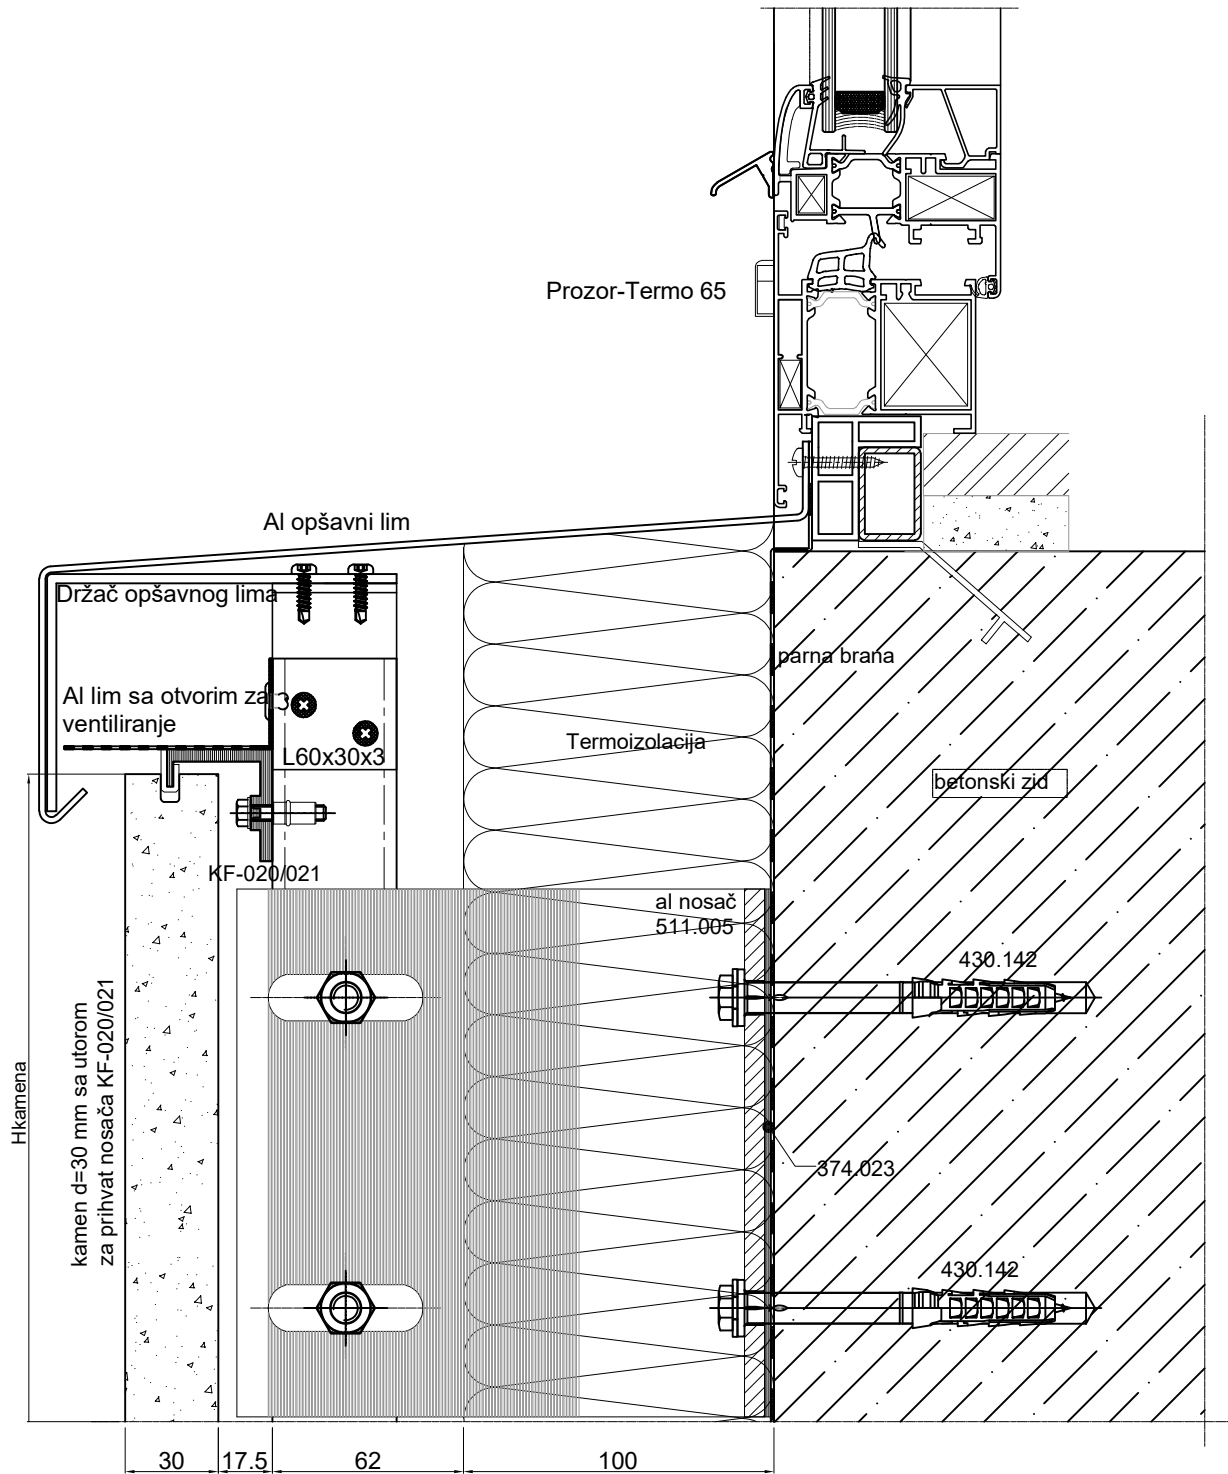 Prozor-Termo 65
Al opšavni lim
Držač opšavnog lima
parna brana
Al lim sa otvorim za
ventiliranje
Termoizolacija
L60x30x3
betonski zid
KF-020/021
al nosač
511.005
430.142
kamen d=30 mm sa utorom
za prihvat nosača KF-020/021
Hkamena
374.023
430.142
30
17.5
62
100